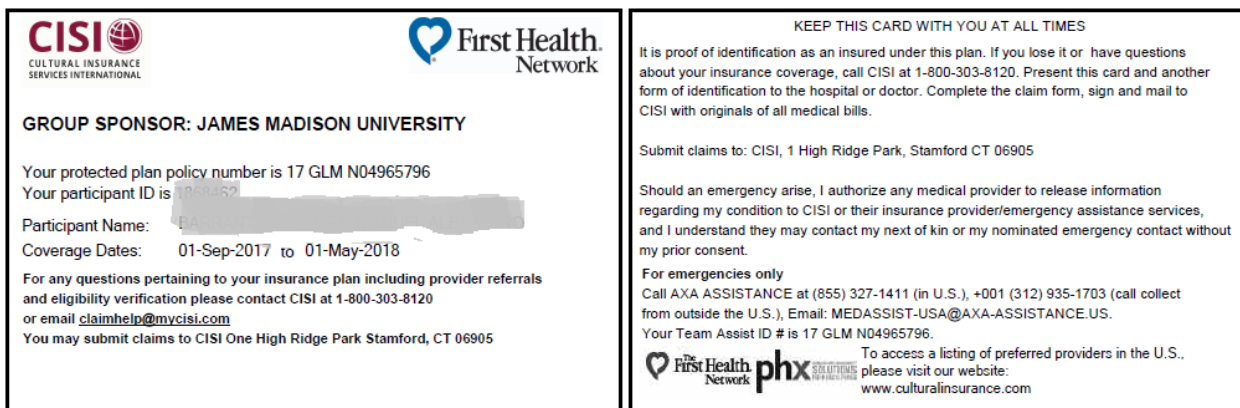 CISI
CULTURAL INSURANCE
SERVICES INTERNATIONAL
First Health.
Network
GROUP SPONSOR: JAMES MADISON UNIVERSITY
Your protected plan policy number is 17 GLM N04965796
Your participant ID is
Participant Name:
Coverage Dates: 01-Sep-2017 to 01-May-2018
For any questions pertaining to your insurance plan including provider referrals
and eligibility verification please contact CISI at 1-800-303-8120
or email claimhelp@mycisi.com
You may submit claims to CISI One High Ridge Park Stamford, CT 06905
KEEP THIS CARD WITH YOU AT ALL TIMES
It is proof of identification as an insured under this plan. If you lose it or have questions
about your insurance coverage, call CISI at 1-800-303-8120. Present this card and another
form of identification to the hospital or doctor. Complete the claim form, sign and mail to
CISI with originals of all medical bills.
Submit claims to: CISI, 1 High Ridge Park, Stamford CT 06905
Should an emergency arise, I authorize any medical provider to release information
regarding my condition to CISI or their insurance provider/emergency assistance services,
and I understand they may contact my next of kin or my nominated emergency contact without
my prior consent.
For emergencies only
Call AXA ASSISTANCE at (855) 327-1411 (in U.S.), +001 (312) 935-1703 (call collect
from outside the U.S.), Email: MEDASSIST-USA@AXA-ASSISTANCE.US.
Your Team Assist ID # is 17 GLM N04965796.
The
First Health
Network
phx
SOLUTIONS
To access a listing of preferred providers in the U.S.,
please visit our website:
www.culturalinsurance.com